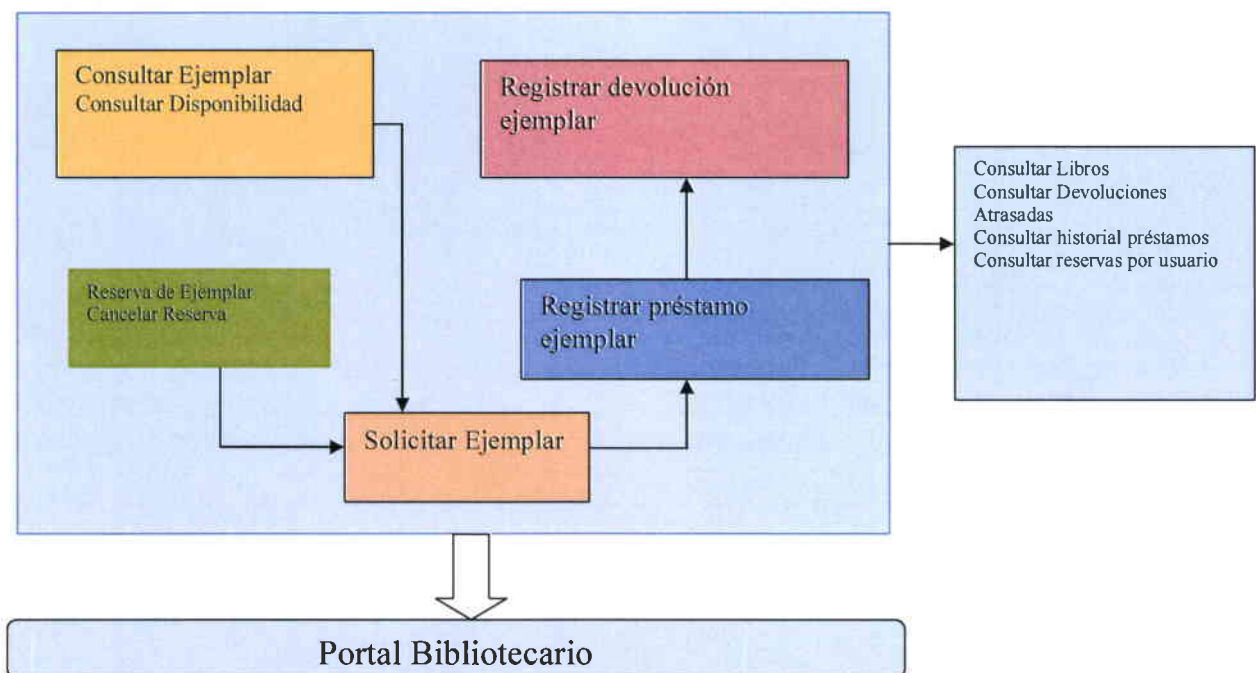 Consultar Ejemplar
Consultar Disponibilidad
Registrar devolución
ejemplar
Consultar Libros
Consultar Devoluciones
Atrasadas
Consultar historial préstamos
Consultar reservas por usuario
Reserva de Ejemplar
Cancelar Reserva
Registrar préstamo
ejemplar
Solicitar Ejemplar
Portal Bibliotecario